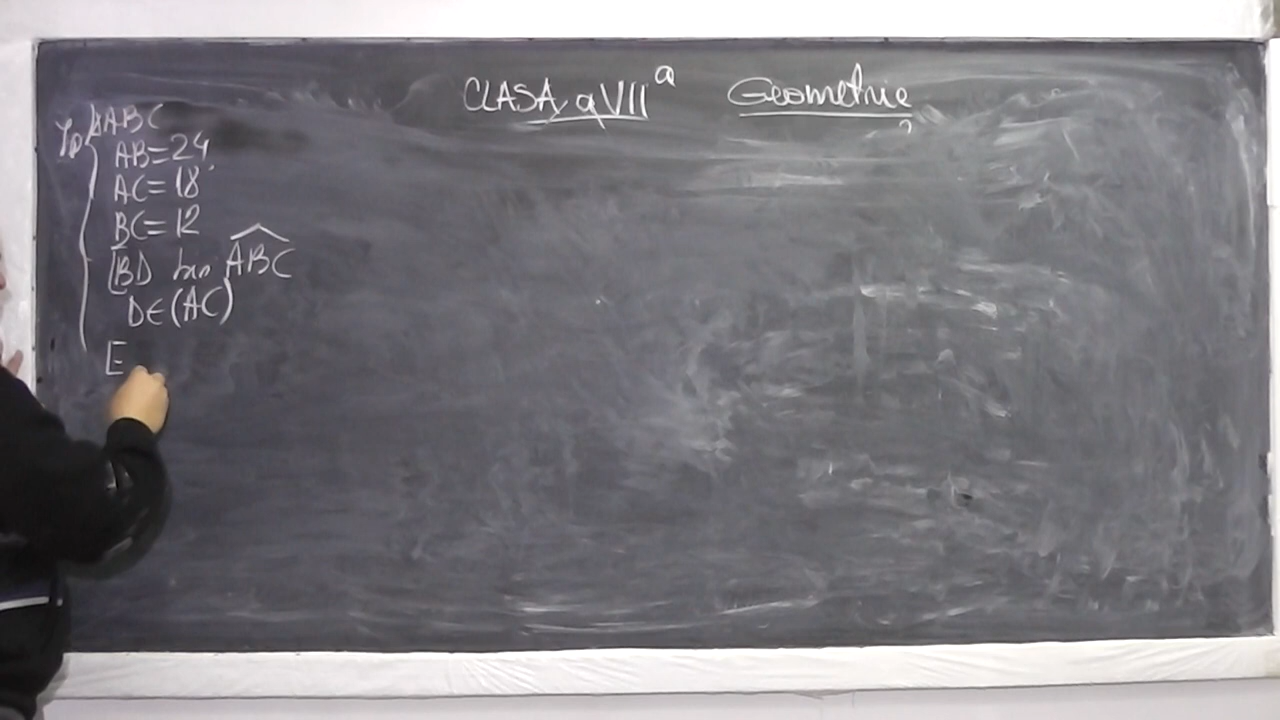 CLASA a VII a Geometrie
Ip ΔABC
AB=24
AC=18
BC=12
[BD bis ABC
D∈(AC)
E